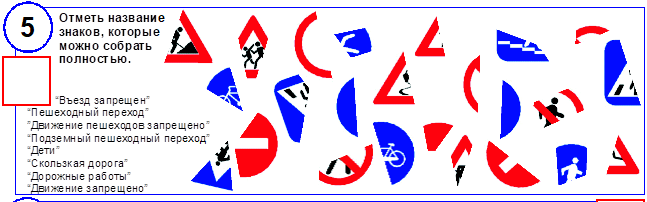 5
Отметь название
знаков, которые
можно собрать
полностью.
“Въезд запрещен”
“Пешеходный переход”
“Движение пешеходов запрещено”
“Подземный пешеходный переход”
“Дети”
“Скользкая дорога”
“Дорожные работы”
“Движение запрещено”